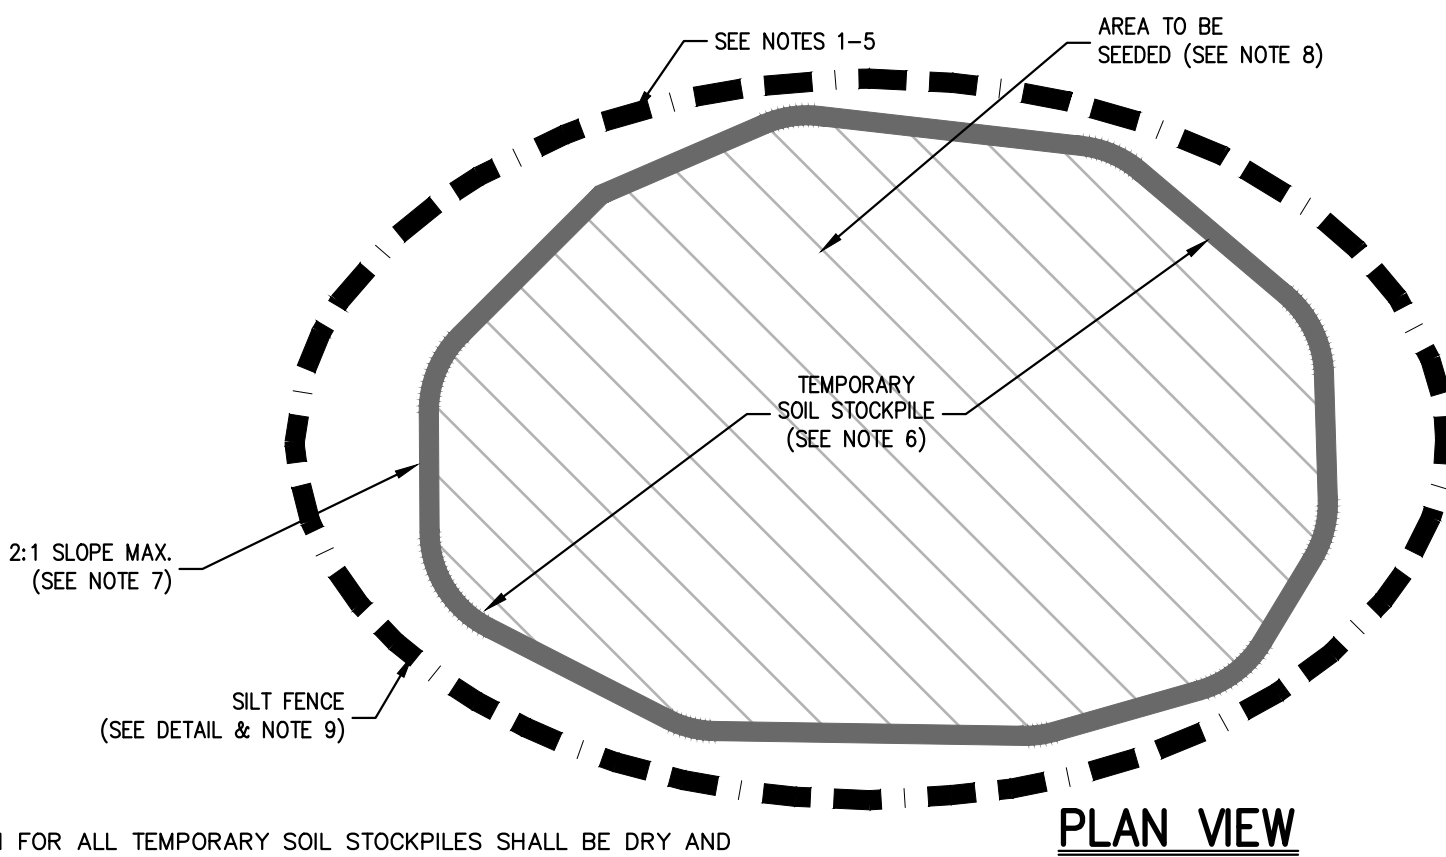 SEE NOTES 1-5
AREA TO BE
SEEDED (SEE NOTE 8)
TEMPORARY
SOIL STOCKPILE
(SEE NOTE 6)
2:1 SLOPE MAX.
(SEE NOTE 7)
SILT FENCE
(SEE DETAIL & NOTE 9)
PLAN VIEW
FOR ALL TEMPORARY SOIL STOCKPILES SHALL BE DRY AND